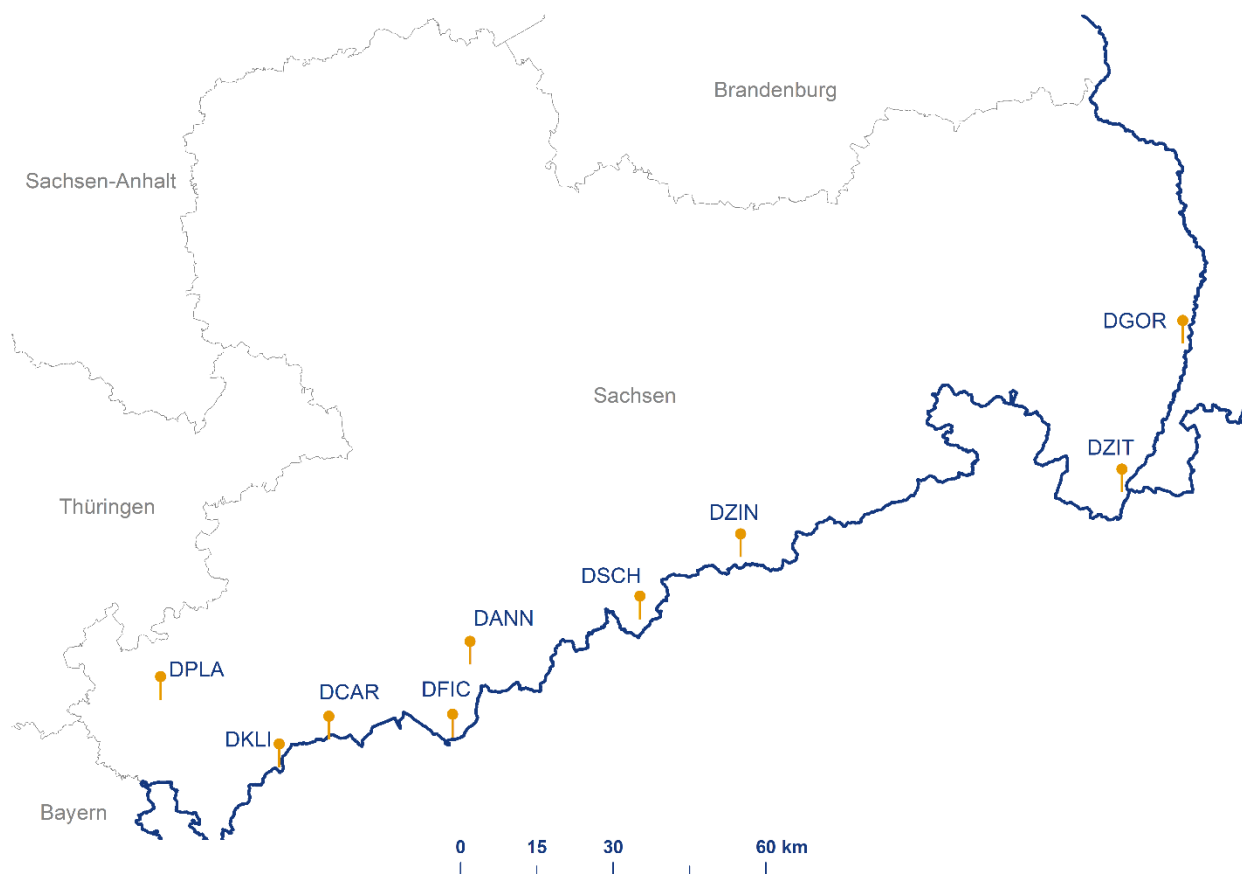 Brandenburg
Sachsen-Anhalt
DGOR
Sachsen
DZIT
Thüringen
DZIN
DSCH
DANN
DPLA
DCAR
DFIC
DKLI
Bayern
0 15 30 60 km